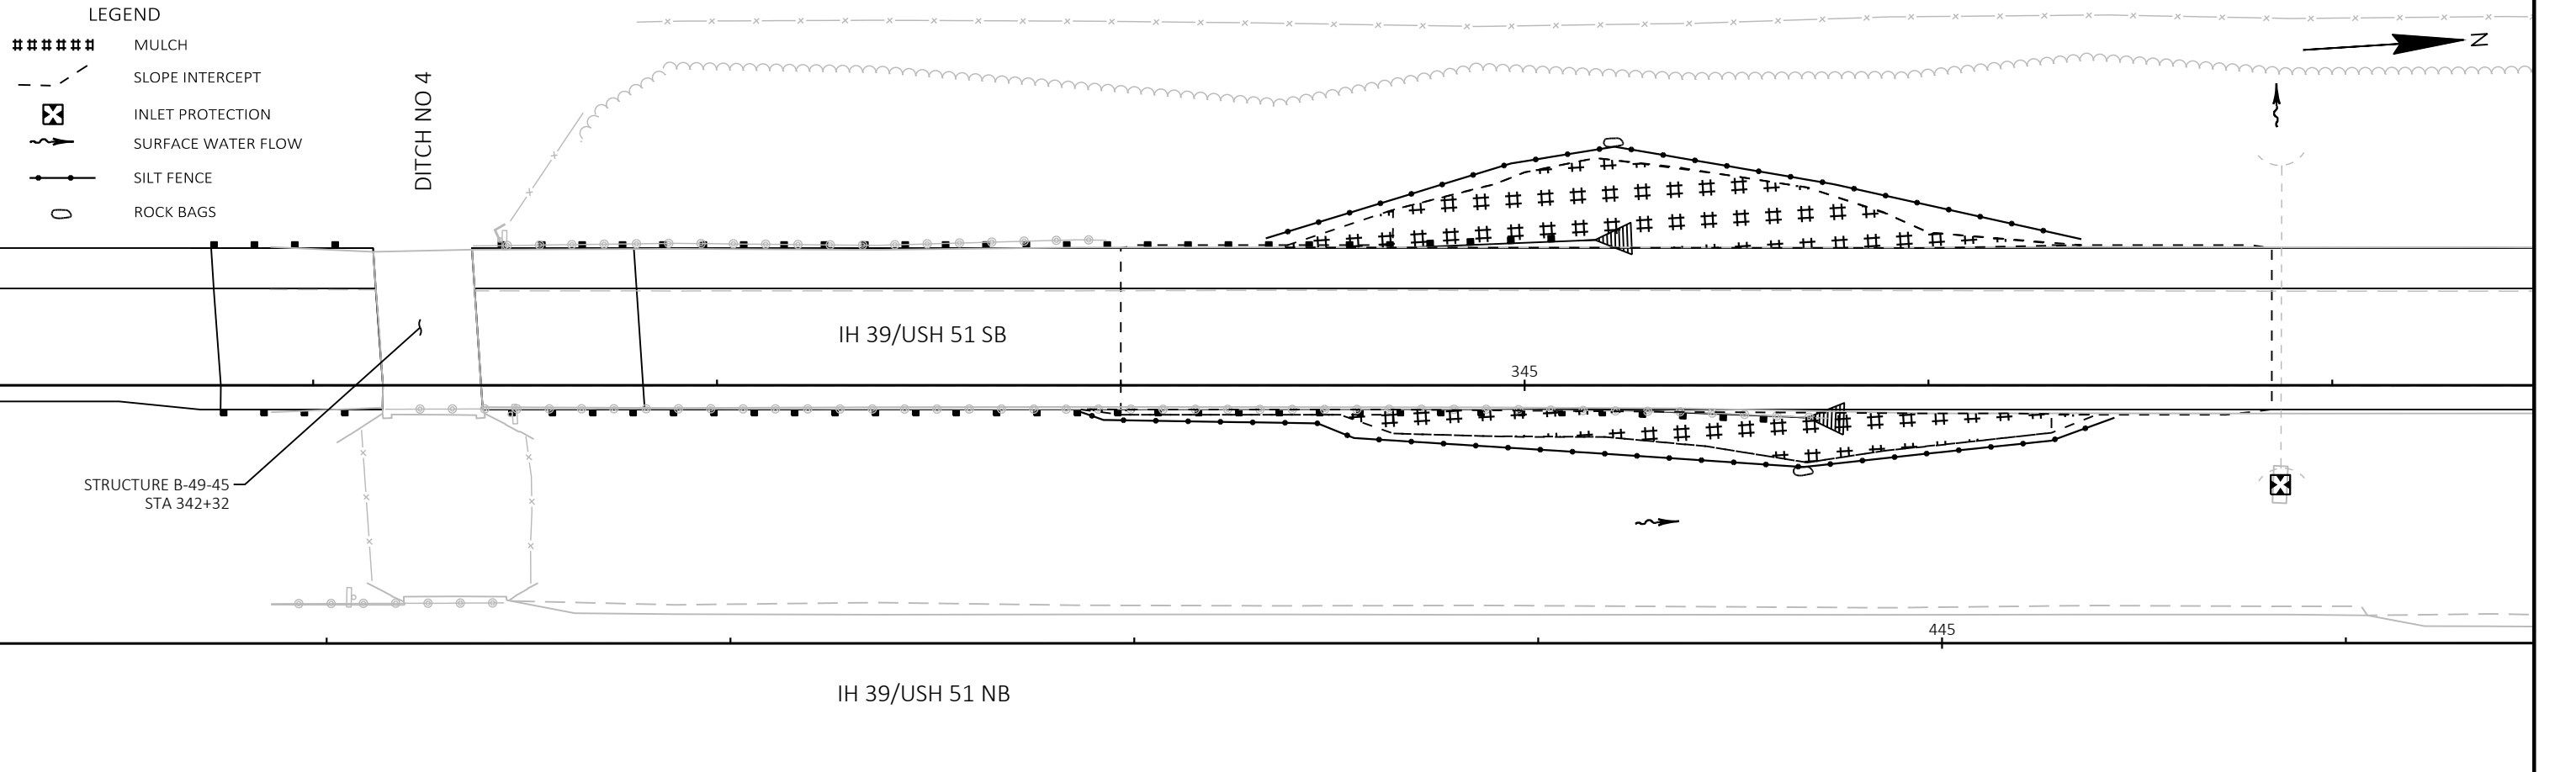 LEGEND
MULCH
SLOPE INTERCEPT
INLET PROTECTION
SURFACE WATER FLOW
SILT FENCE
ROCK BAGS
DITCH NO 4
N
IH 39/USH 51 SB
345
STRUCTURE B-49-45
STA 342+32
445
IH 39/USH 51 NB